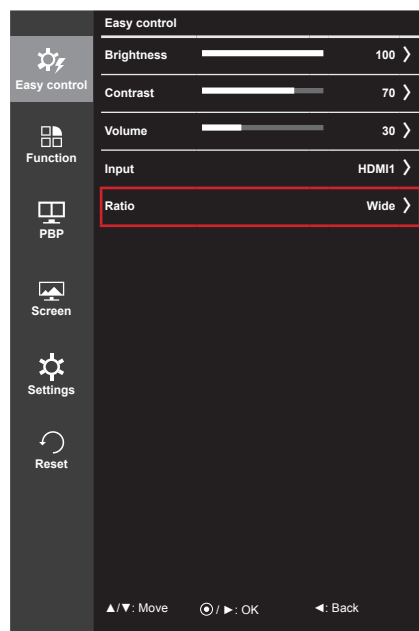 Easy control
Easy control
Function
PBP
Screen
Settings
Reset
Brightness 100
Contrast 70
Volume 30
Input HDMI1
Ratio Wide
▲/▼: Move ◉ / ►: OK ◄: Back